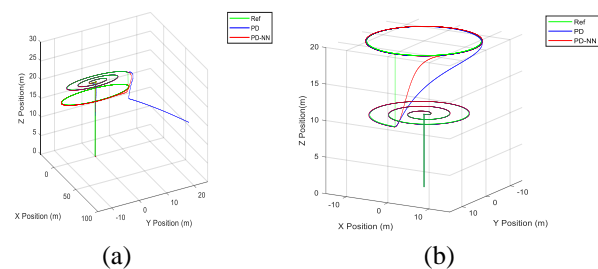 Ref
PD
PD-NN
30
25
20
15
10
5
0
Z Position(m)
0
50
100
X Position (m)
-10
0
10
20
Y Position (m)
(a)
Ref
PD
PD-NN
20
15
10
5
0
Z Position(m)
-10
0
10
X Position (m)
10
0
-10
Y Position (m)
(b)